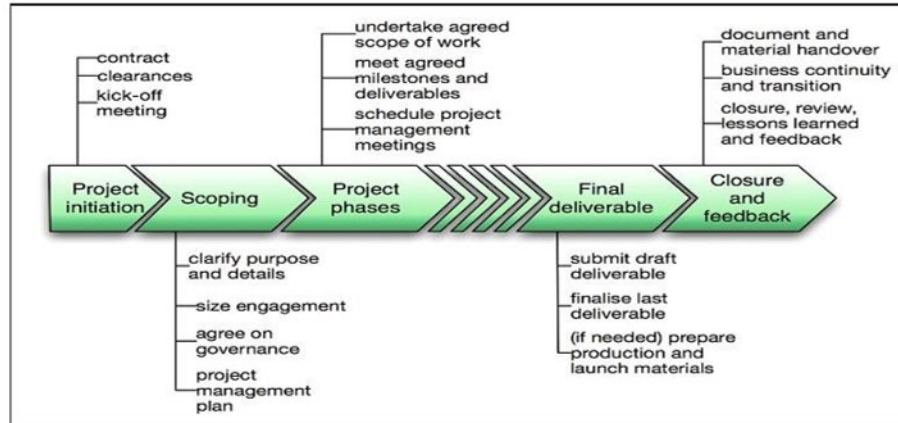 contract
clearances
kick-off
meeting
undertake agreed
scope of work
meet agreed
milestones and
deliverables
schedule project
management
meetings
document and
material handover
business continuity
and transition
closure, review,
lessons learned
and feedback
Project
initiation
Scoping
Project
phases
Final
deliverable
Closure
and
feedback
clarify purpose
and details
size engagement
agree on
governance
project
management
plan
submit draft
deliverable
finalise last
deliverable
(if needed) prepare
production and
launch materials